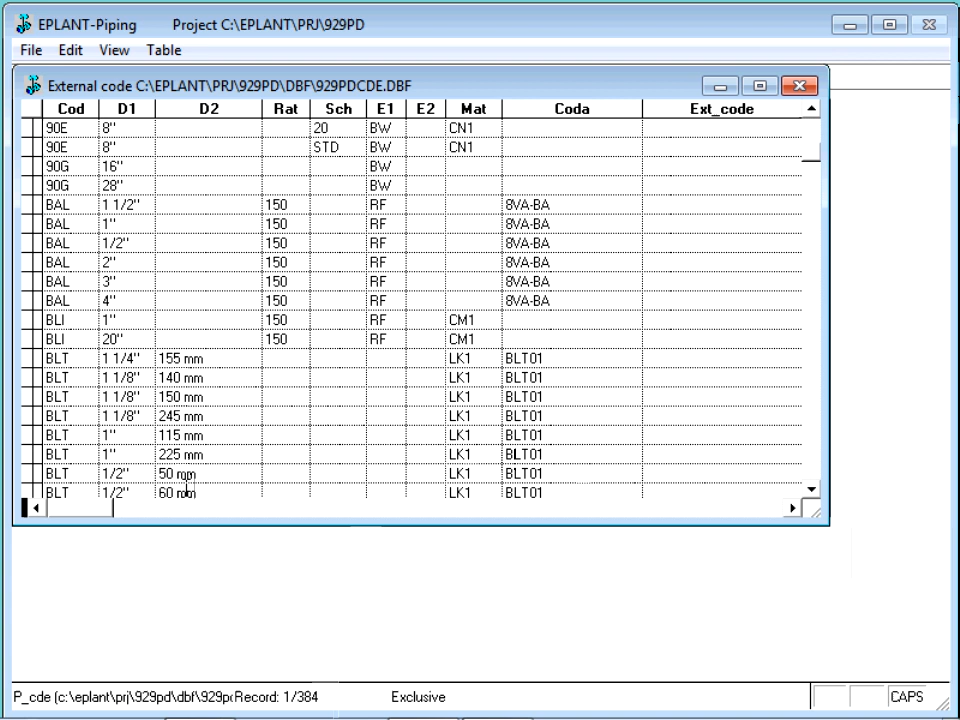 EPLANT-Piping Project C:\EPLANT\PRJ\929PD
File Edit View Table
External code C:\EPLANT\PRJ\929PD\DBF\929PDCDE.DBF
Cod D1 D2 Rat Sch E1 E2 Mat Coda Ext_code
90E 8" 20 BW CN1
90E 8" STD BW CN1
90G 16" BW
90G 28" BW
BAL 1 1/2" 150 RF 8VA-BA
BAL 1" 150 RF 8VA-BA
BAL 1/2" 150 RF 8VA-BA
BAL 2" 150 RF 8VA-BA
BAL 3" 150 RF 8VA-BA
BAL 4" 150 RF 8VA-BA
BLI 1" 150 RF CM1
BLI 20" 150 RF CM1
BLT 1 1/4" 155 mm LK1 BLT01
BLT 1 1/8" 140 mm LK1 BLT01
BLT 1 1/8" 150 mm LK1 BLT01
BLT 1 1/8" 245 mm LK1 BLT01
BLT 1" 115 mm LK1 BLT01
BLT 1" 225 mm LK1 BLT01
BLT 1/2" 50 mm LK1 BLT01
BLT 1/2" 60 mm LK1 BLT01
P_cde (c:\eplant\prj\929pd\dbf\929p Record: 1/384 Exclusive CAPS